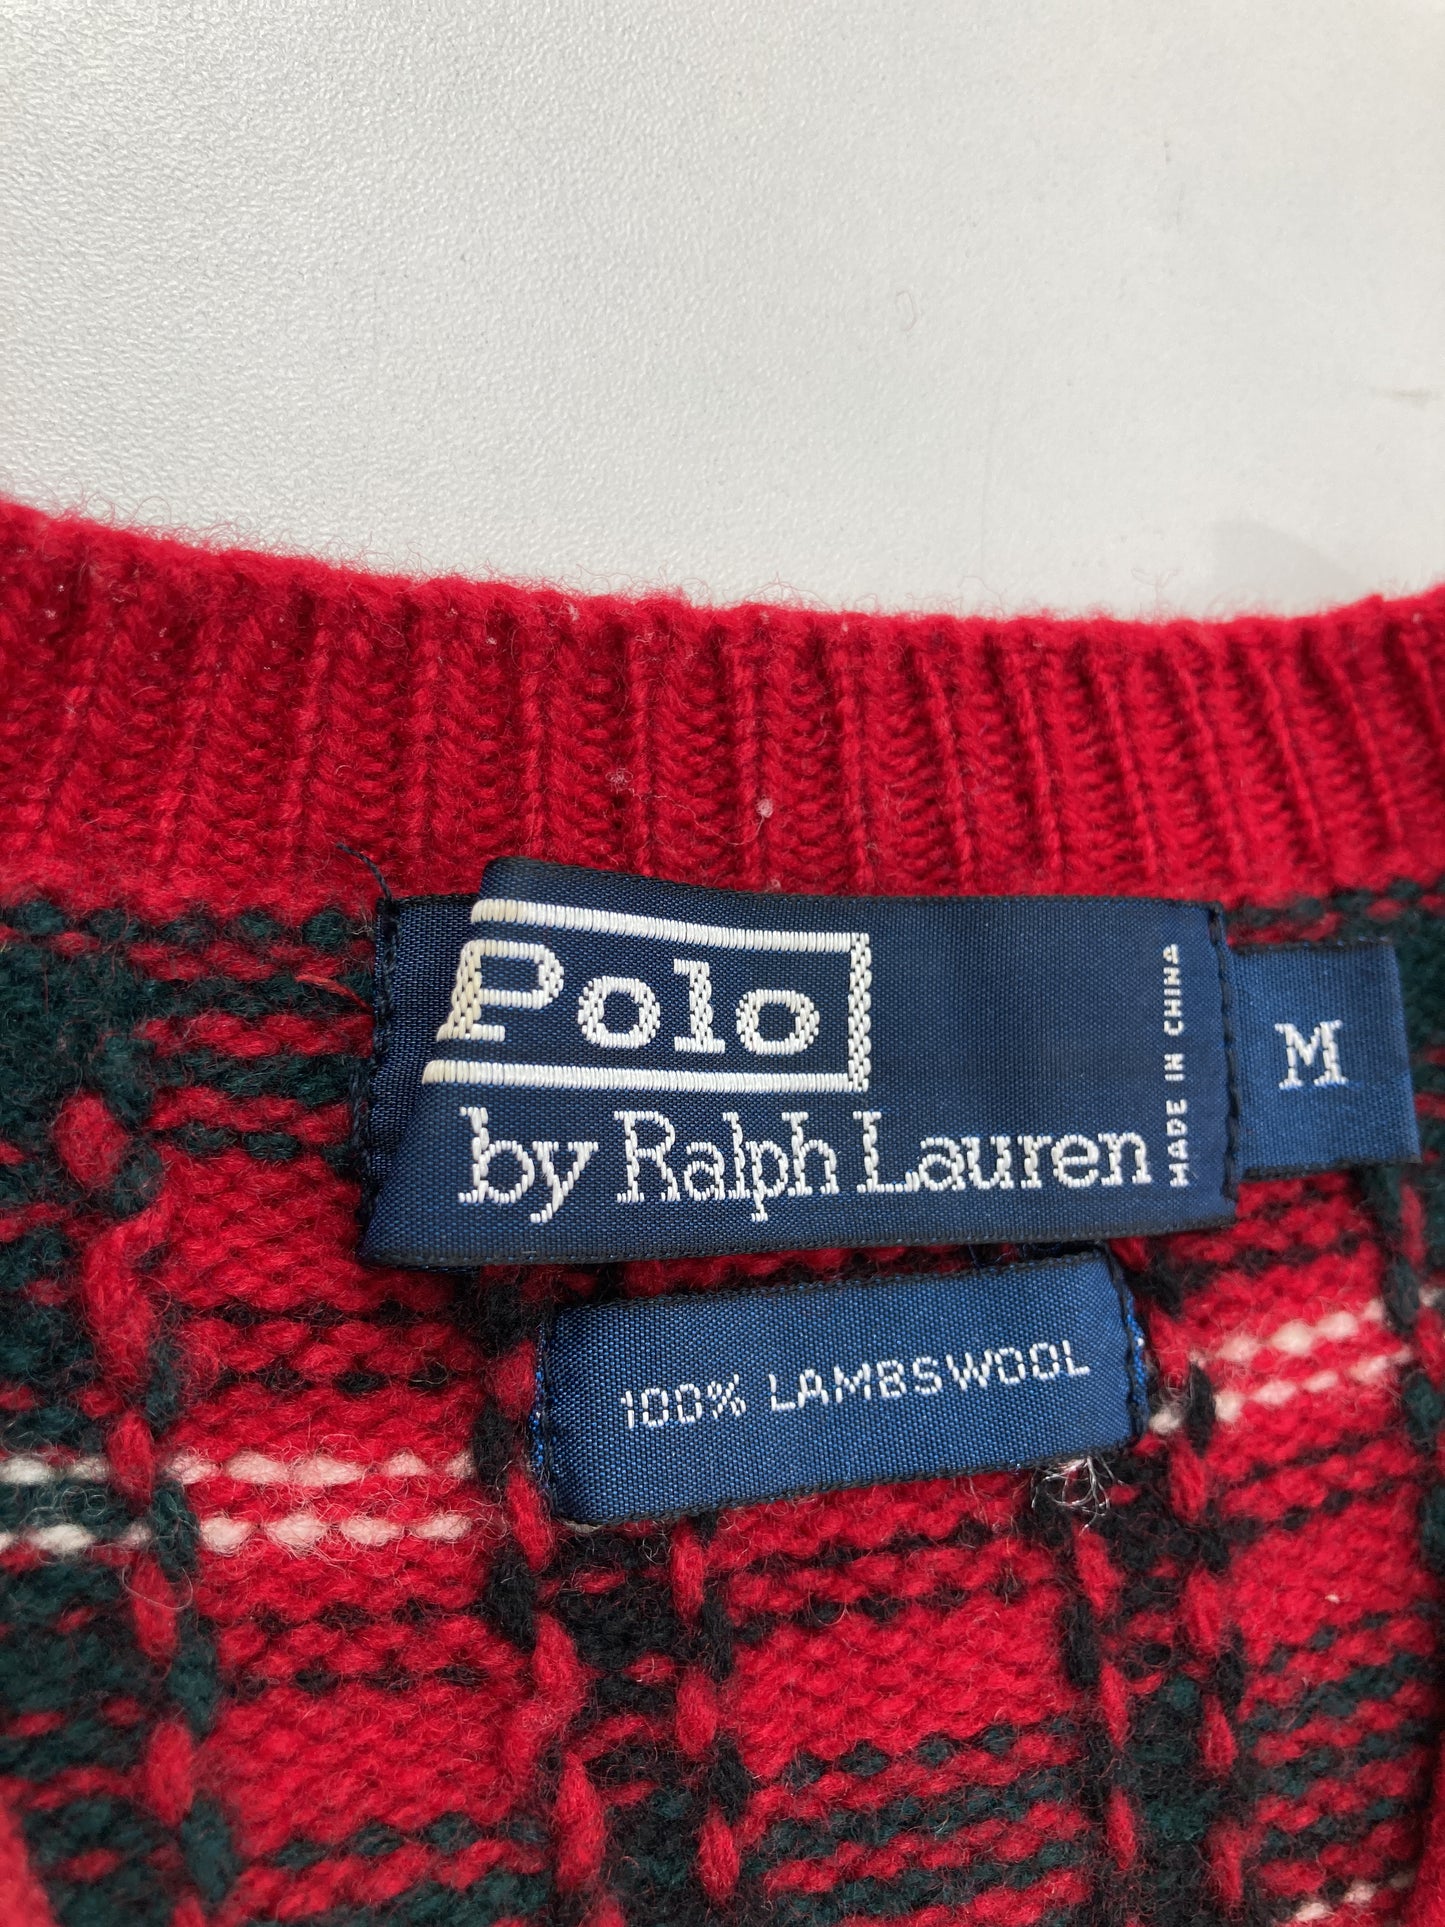 Polo
by Ralph Lauren
MADE IN CHINA
M
100% LAMBSWOOL